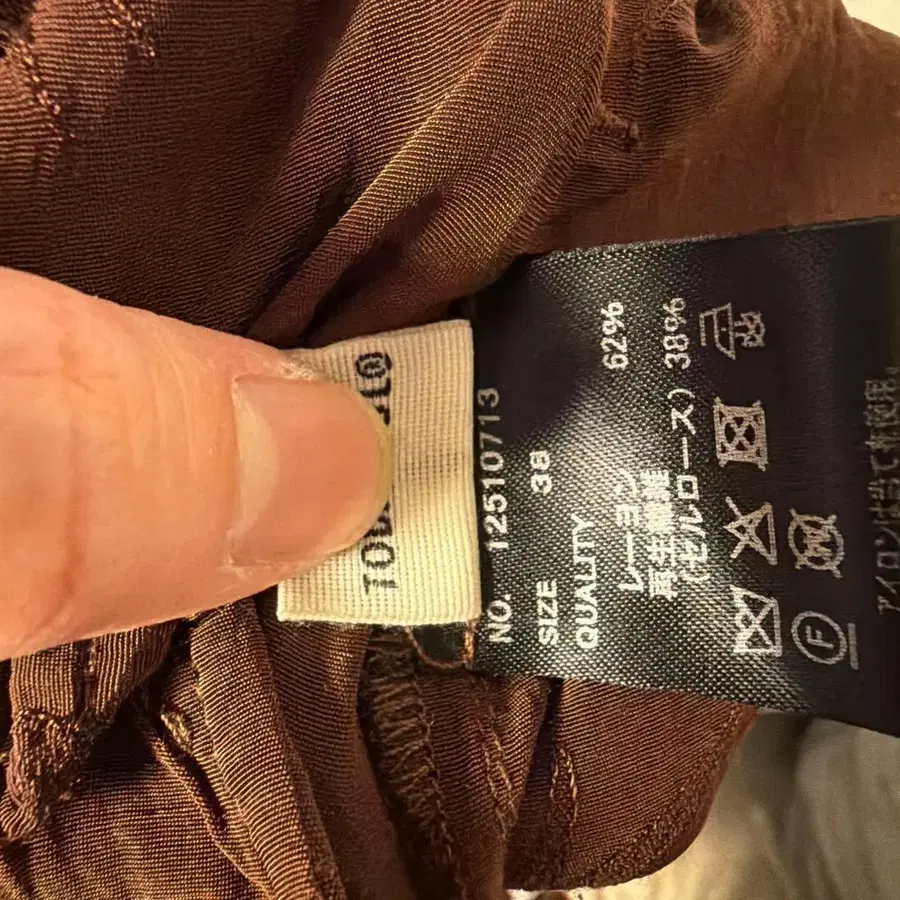 NO. 12510713
SIZE 38
QUALITY
レーヨン 62%
再生繊維
(セルロース) 38%
Ⓕ
アイロンは当て布使用。